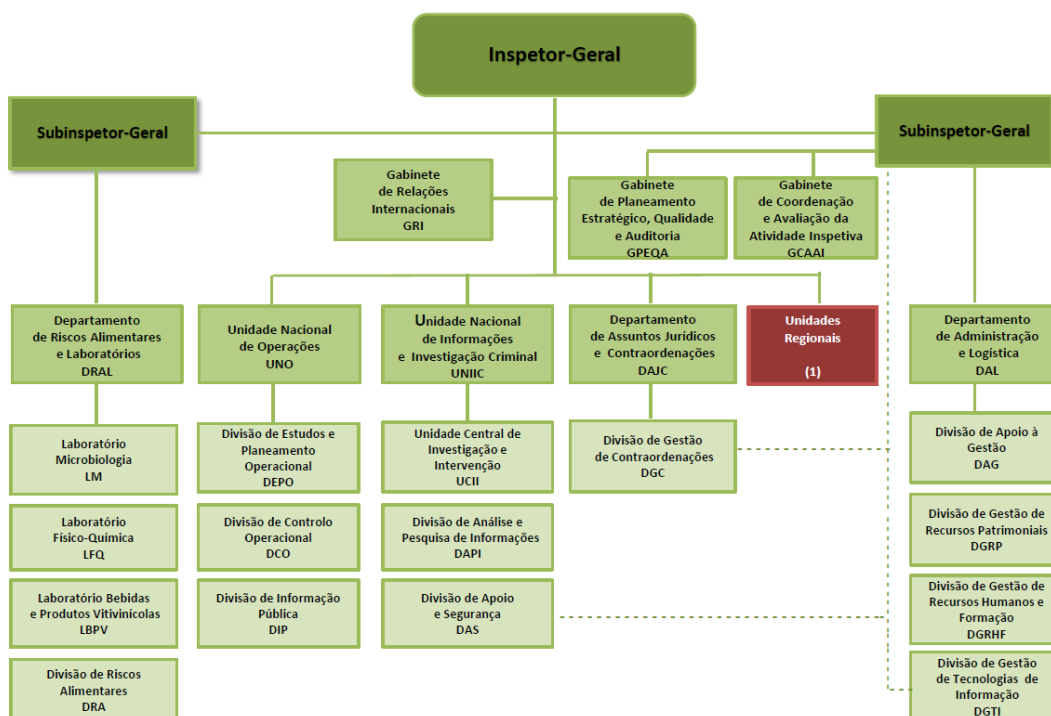 Inspetor-Geral
Subinspetor-Geral
Subinspetor-Geral
Gabinete
de Relações
Internacionais
GRI
Gabinete
de Planeamento
Estratégico, Qualidade
e Auditoria
GPEQA
Gabinete
de Coordenação
e Avaliação da
Atividade Inspetiva
GCAAI
Departamento
de Riscos Alimentares
e Laboratórios
DRAL
Unidade Nacional
de Operações
UNO
Unidade Nacional
de Informações
e Investigação Criminal
UNIIC
Departamento
de Assuntos Jurídicos
e Contraordenações
DAJC
Unidades
Regionais
(1)
Departamento
de Administração
e Logística
DAL
Laboratório
Microbiologia
LM
Laboratório
Físico-Química
LFQ
Laboratório Bebidas
e Produtos Vitivinícolas
LBPV
Divisão de Riscos
Alimentares
DRA
Divisão de Estudos e
Planeamento
Operacional
DEPO
Divisão de Controlo
Operacional
DCO
Divisão de Informação
Pública
DIP
Unidade Central de
Investigação e
Intervenção
UCII
Divisão de Análise e
Pesquisa de Informações
DAPI
Divisão de Apoio
e Segurança
DAS
Divisão de Gestão
de Contraordenações
DGC
Divisão de Apoio à
Gestão
DAG
Divisão de Gestão de
Recursos Patrimoniais
DGRP
Divisão de Gestão de
Recursos Humanos e
Formação
DGRHF
Divisão de Gestão
de Tecnologias de
Informação
DGTI